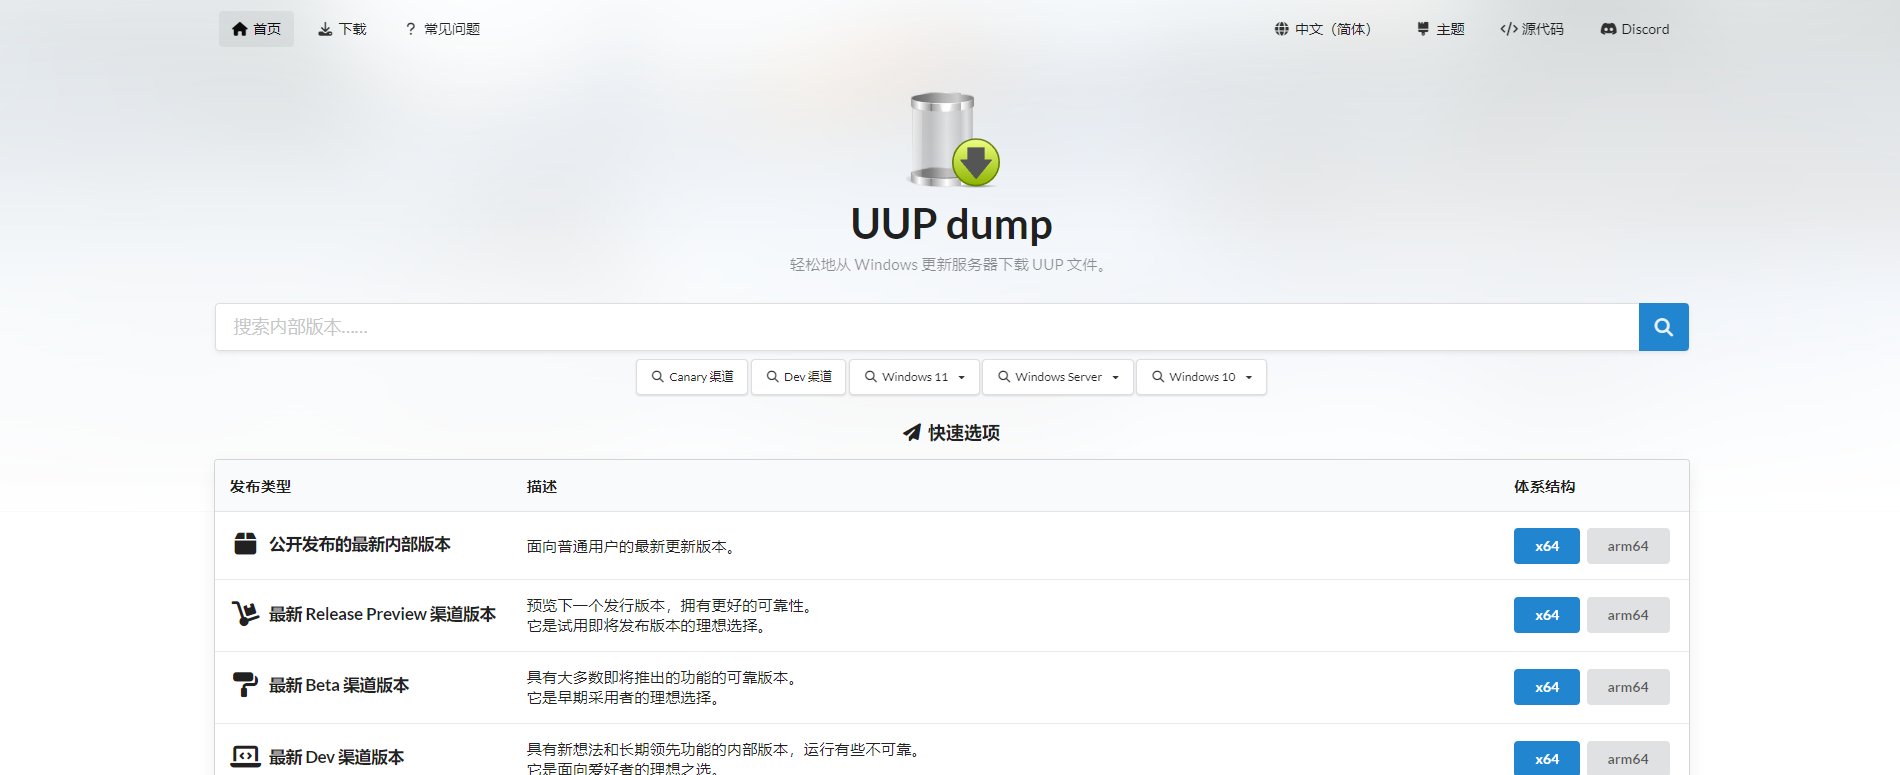 首页 下载 ? 常见问题 中文（简体） 主题 </> 源代码 Discord
UUP dump
轻松地从 Windows 更新服务器下载 UUP 文件。
搜索内部版本......
Canary 渠道 Dev 渠道 Windows 11 Windows Server Windows 10
快速选项
发布类型 描述 体系结构
公开发布的最新内部版本 面向普通用户的最新更新版本。 x64 arm64
最新 Release Preview 渠道版本 预览下一个发行版本，拥有更好的可靠性。
它是试用即将发布版本的理想选择。 x64 arm64
最新 Beta 渠道版本 具有大多数即将推出的功能的可靠版本。
它是早期采用者的理想选择。 x64 arm64
最新 Dev 渠道版本 具有新想法和长期领先功能的内部版本，运行有些不可靠。
它是面向爱好者的理想之选。 x64 arm64